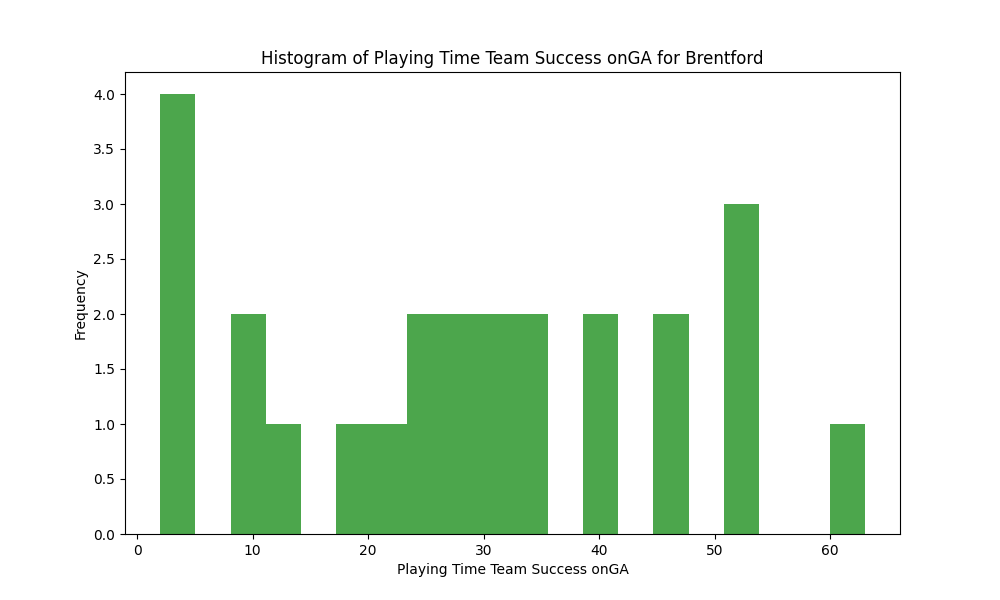 Histogram of Playing Time Team Success onGA for Brentford
4.0
3.5
3.0
2.5
2.0
1.5
1.0
0.5
0.0
Frequency
0 10 20 30 40 50 60
Playing Time Team Success onGA